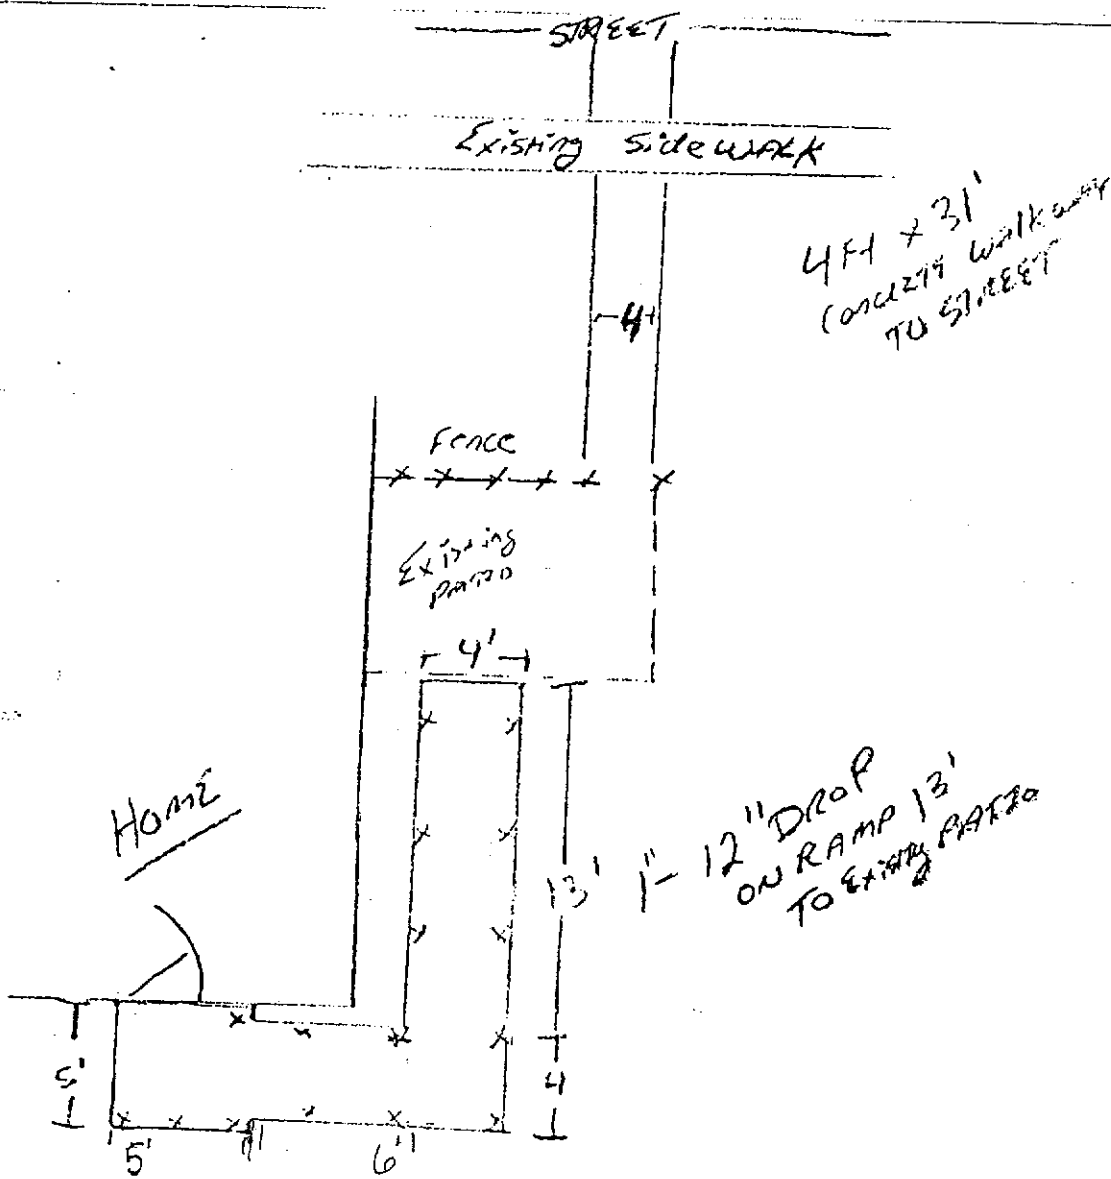 STREET
Existing Sidewalk
4Ft x 31'
Concrete Walkway
TO STREET
4
Fence
Existing
PATIO
4'
HOME
13'
1"- 12" DROP
ON RAMP 13'
TO Existing PATIO
5'
4
5'
6'